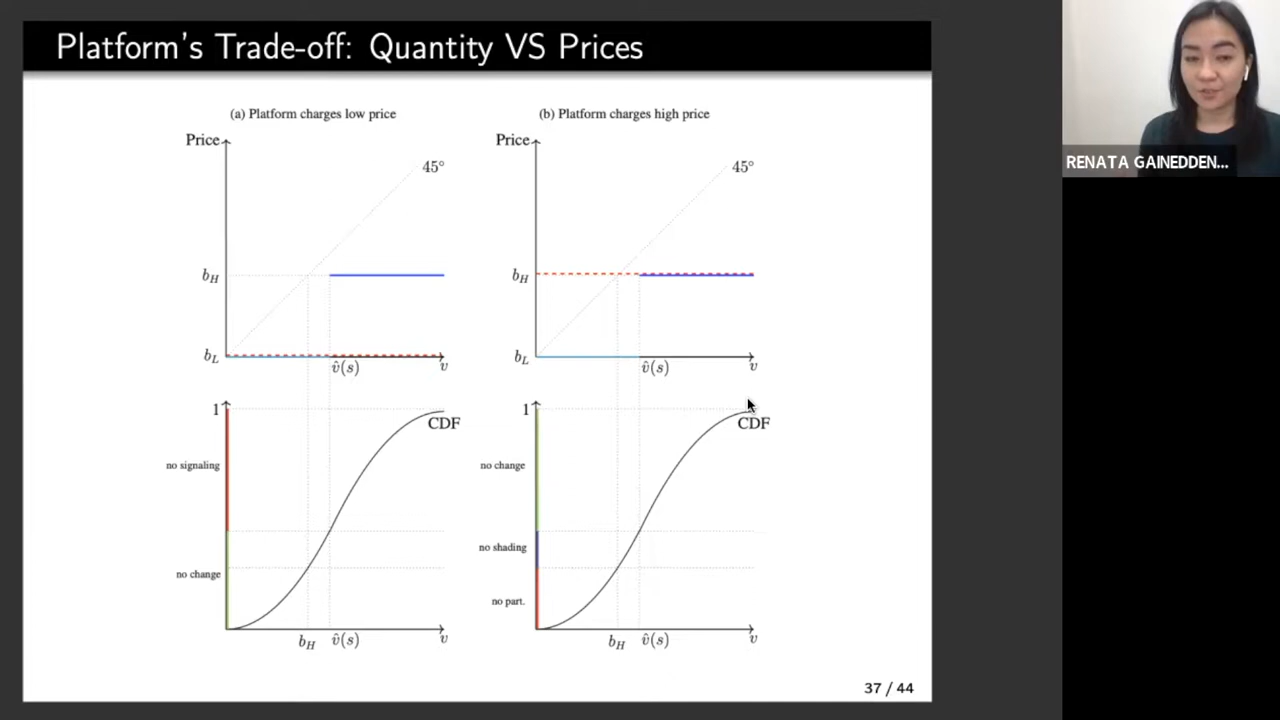 Platform's Trade-off: Quantity VS Prices
RENATA GAINEDDEN...
(a) Platform charges low price
Price
45°
b_H
b_L
v̂(s)
v
1
CDF
no signaling
no change
b_H
v̂(s)
v
(b) Platform charges high price
Price
45°
b_H
b_L
v̂(s)
v
1
CDF
no change
no shading
no part.
b_H
v̂(s)
v
37 / 44